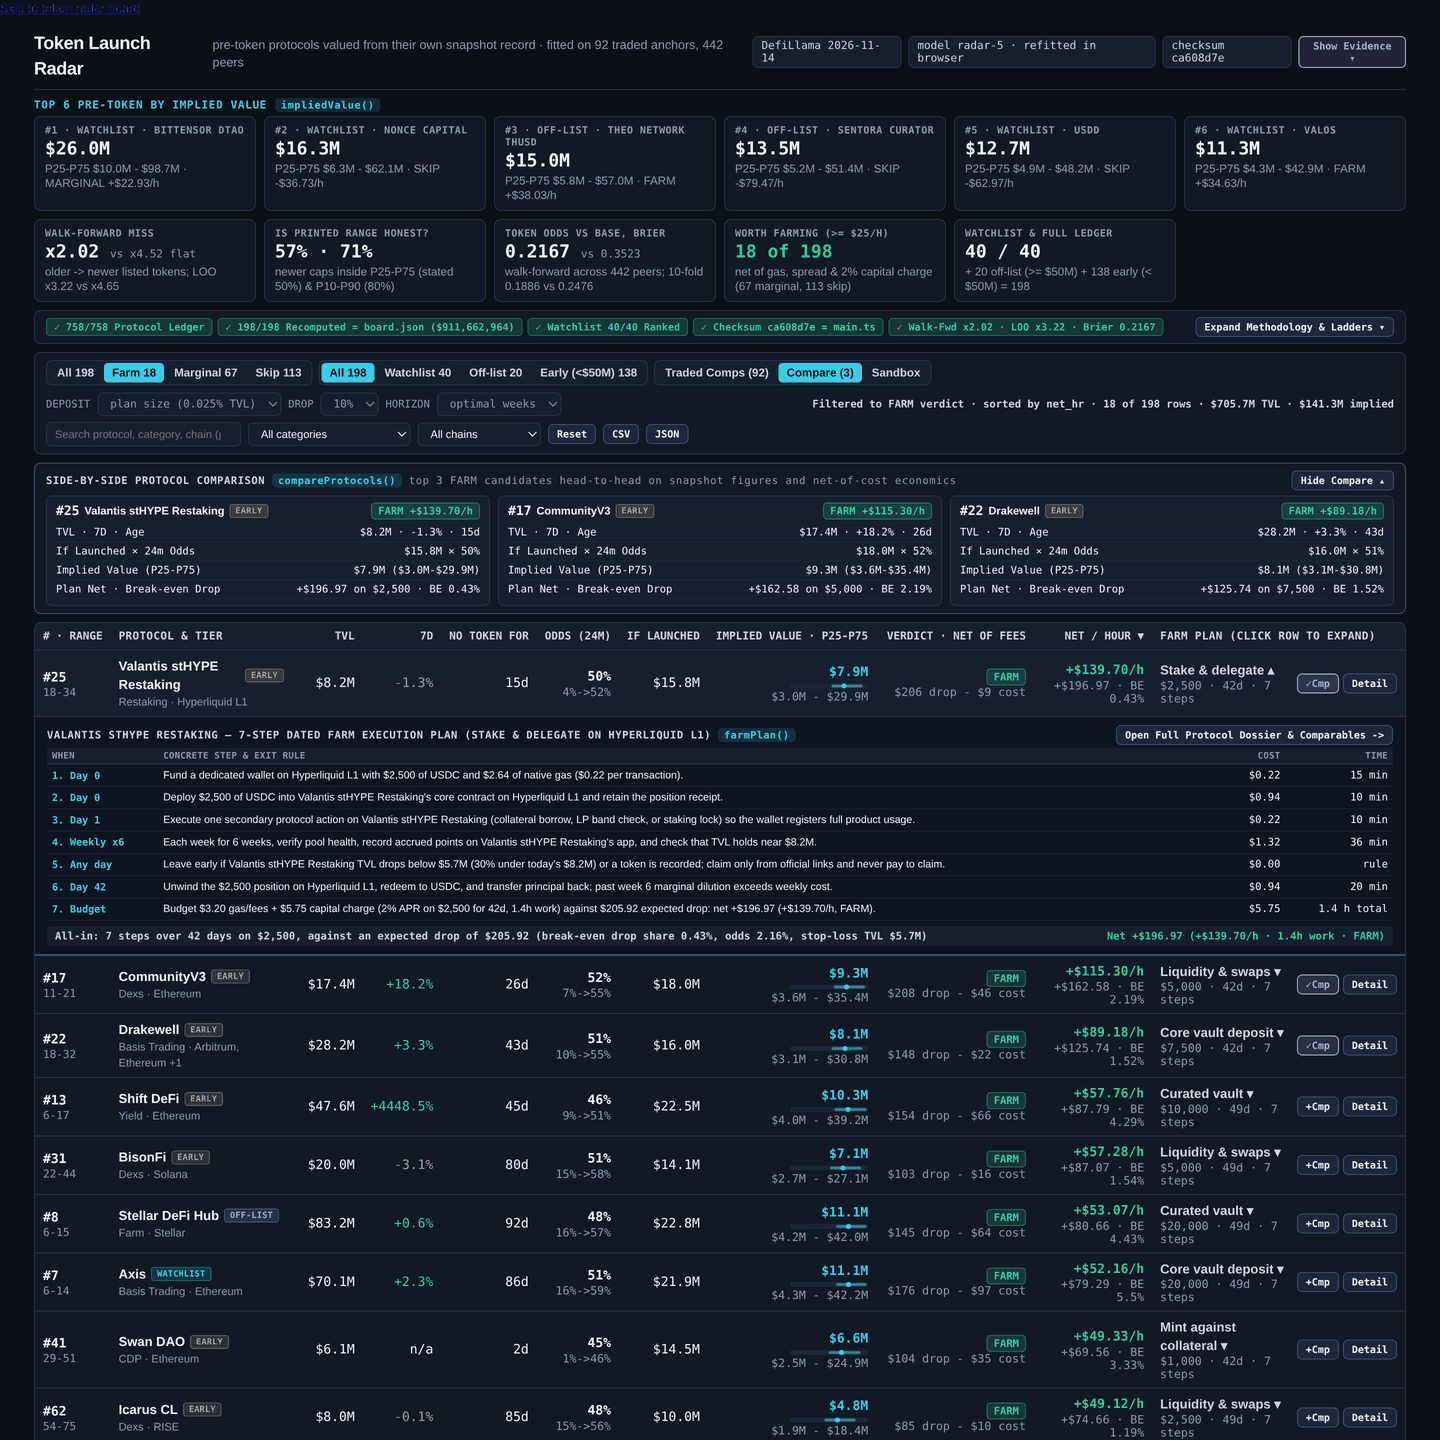 Skip to token radar board
Token Launch Radar
pre-token protocols valued from their own snapshot record · fitted on 92 traded anchors, 442 peers
DefiLlama 2026-11-14
model radar-5 · refitted in browser
checksum ca608d7e
Show Evidence ▾
TOP 6 PRE-TOKEN BY IMPLIED VALUE impliedValue()
#1 · WATCHLIST · BITTENSOR DTAO
$26.0M
P25-P75 $10.0M - $98.7M · MARGINAL +$22.93/h
#2 · WATCHLIST · NONCE CAPITAL
$16.3M
P25-P75 $6.3M - $62.1M · SKIP -$36.73/h
#3 · OFF-LIST · THEO NETWORK THUSD
$15.0M
P25-P75 $5.8M - $57.0M · FARM +$38.03/h
#4 · OFF-LIST · SENTORA CURATOR
$13.5M
P25-P75 $5.2M - $51.4M · SKIP -$79.47/h
#5 · WATCHLIST · USDD
$12.7M
P25-P75 $4.9M - $48.2M · SKIP -$62.97/h
#6 · WATCHLIST · VALOS
$11.3M
P25-P75 $4.3M - $42.9M · FARM +$34.63/h
WALK-FORWARD MISS
x2.02 vs x4.52 flat
older -> newer listed tokens; LOO x3.22 vs x4.65
IS PRINTED RANGE HONEST?
57% · 71%
newer caps inside P25-P75 (stated 50%) & P10-P90 (80%)
TOKEN ODDS VS BASE, BRIER
0.2167 vs 0.3523
walk-forward across 442 peers; 10-fold 0.1886 vs 0.2476
WORTH FARMING (>= $25/H)
18 of 198
net of gas, spread & 2% capital charge (67 marginal, 113 skip)
WATCHLIST & FULL LEDGER
40 / 40
+ 20 off-list (>= $50M) + 138 early (< $50M) = 198
✓ 758/758 Protocol Ledger
✓ 198/198 Recomputed = board.json ($911,662,964)
✓ Watchlist 40/40 Ranked
✓ Checksum ca608d7e = main.ts
✓ Walk-Fwd x2.02 · LOO x3.22 · Brier 0.2167
Expand Methodology & Ladders ▾
All 198 Farm 18 Marginal 67 Skip 113 All 198 Watchlist 40 Off-list 20 Early (<$50M) 138 Traded Comps (92) Compare (3) Sandbox
DEPOSIT plan size (0.025% TVL) DROP 10% HORIZON optimal weeks
Filtered to FARM verdict · sorted by net_hr · 18 of 198 rows · $705.7M TVL · $141.3M implied
Search protocol, category, chain (
All categories
All chains
Reset CSV JSON
SIDE-BY-SIDE PROTOCOL COMPARISON compareProtocols() top 3 FARM candidates head-to-head on snapshot figures and net-of-cost economics
Hide Compare ▴
#25 Valantis stHYPE Restaking EARLY FARM +$139.70/h
TVL · 7D · Age $8.2M · -1.3% · 15d
If Launched × 24m Odds $15.8M × 50%
Implied Value (P25-P75) $7.9M ($3.0M-$29.9M)
Plan Net · Break-even Drop +$196.97 on $2,500 · BE 0.43%
#17 CommunityV3 EARLY FARM +$115.30/h
TVL · 7D · Age $17.4M · +18.2% · 26d
If Launched × 24m Odds $18.0M × 52%
Implied Value (P25-P75) $9.3M ($3.6M-$35.4M)
Plan Net · Break-even Drop +$162.58 on $5,000 · BE 2.19%
#22 Drakewell EARLY FARM +$89.18/h
TVL · 7D · Age $28.2M · +3.3% · 43d
If Launched × 24m Odds $16.0M × 51%
Implied Value (P25-P75) $8.1M ($3.1M-$30.8M)
Plan Net · Break-even Drop +$125.74 on $7,500 · BE 1.52%
# · RANGE PROTOCOL & TIER TVL 7D NO TOKEN FOR ODDS (24M) IF LAUNCHED IMPLIED VALUE · P25-P75 VERDICT · NET OF FEES NET / HOUR ▼ FARM PLAN (CLICK ROW TO EXPAND)
#25 Valantis stHYPE Restaking EARLY $8.2M -1.3% 15d 50% $15.8M $7.9M FARM +$139.70/h Stake & delegate ▴ ✓Cmp Detail
18-34 Restaking · Hyperliquid L1 4%->52% $3.0M - $29.9M $206 drop - $9 cost +$196.97 · BE 0.43% $2,500 · 42d · 7 steps
VALANTIS STHYPE RESTAKING — 7-STEP DATED FARM EXECUTION PLAN (STAKE & DELEGATE ON HYPERLIQUID L1) farmPlan()
Open Full Protocol Dossier & Comparables ->
WHEN CONCRETE STEP & EXIT RULE COST TIME
1. Day 0 Fund a dedicated wallet on Hyperliquid L1 with $2,500 of USDC and $2.64 of native gas ($0.22 per transaction). $0.22 15 min
2. Day 0 Deploy $2,500 of USDC into Valantis stHYPE Restaking's core contract on Hyperliquid L1 and retain the position receipt. $0.94 10 min
3. Day 1 Execute one secondary protocol action on Valantis stHYPE Restaking (collateral borrow, LP band check, or staking lock) so the wallet registers full product usage. $0.22 10 min
4. Weekly x6 Each week for 6 weeks, verify pool health, record accrued points on Valantis stHYPE Restaking's app, and check that TVL holds near $8.2M. $1.32 36 min
5. Any day Leave early if Valantis stHYPE Restaking TVL drops below $5.7M (30% under today's $8.2M) or a token is recorded; claim only from official links and never pay to claim. $0.00 rule
6. Day 42 Unwind the $2,500 position on Hyperliquid L1, redeem to USDC, and transfer principal back; past week 6 marginal dilution exceeds weekly cost. $0.94 20 min
7. Budget Budget $3.20 gas/fees + $5.75 capital charge (2% APR on $2,500 for 42d, 1.4h work) against $205.92 expected drop: net +$196.97 (+$139.70/h, FARM). $5.75 1.4 h total
All-in: 7 steps over 42 days on $2,500, against an expected drop of $205.92 (break-even drop share 0.43%, odds 2.16%, stop-loss TVL $5.7M) Net +$196.97 (+$139.70/h · 1.4h work · FARM)
#17 CommunityV3 EARLY $17.4M +18.2% 26d 52% $18.0M $9.3M FARM +$115.30/h Liquidity & swaps ▾ ✓Cmp Detail
11-21 Dexs · Ethereum 7%->55% $3.6M - $35.4M $208 drop - $46 cost +$162.58 · BE 2.19% $5,000 · 42d · 7 steps
#22 Drakewell EARLY $28.2M +3.3% 43d 51% $16.0M $8.1M FARM +$89.18/h Core vault deposit ▾ ✓Cmp Detail
18-32 Basis Trading · Arbitrum, Ethereum +1 10%->55% $3.1M - $30.8M $148 drop - $22 cost +$125.74 · BE 1.52% $7,500 · 42d · 7 steps
#13 Shift DeFi EARLY $47.6M +4448.5% 45d 46% $22.5M $10.3M FARM +$57.76/h Curated vault ▾ +Cmp Detail
6-17 Yield · Ethereum 9%->51% $4.0M - $39.2M $154 drop - $66 cost +$87.79 · BE 4.29% $10,000 · 49d · 7 steps
#31 BisonFi EARLY $20.0M -3.1% 80d 51% $14.1M $7.1M FARM +$57.28/h Liquidity & swaps ▾ +Cmp Detail
22-44 Dexs · Solana 15%->58% $2.7M - $27.1M $103 drop - $16 cost +$87.07 · BE 1.54% $5,000 · 49d · 7 steps
#8 Stellar DeFi Hub OFF-LIST $83.2M +0.6% 92d 48% $22.8M $11.1M FARM +$53.07/h Curated vault ▾ +Cmp Detail
6-15 Farm · Stellar 16%->57% $4.2M - $42.0M $145 drop - $64 cost +$80.66 · BE 4.43% $20,000 · 49d · 7 steps
#7 Axis WATCHLIST $70.1M +2.3% 86d 51% $21.9M $11.1M FARM +$52.16/h Core vault deposit ▾ +Cmp Detail
6-14 Basis Trading · Ethereum 16%->59% $4.3M - $42.2M $176 drop - $97 cost +$79.29 · BE 5.5% $20,000 · 49d · 7 steps
#41 Swan DAO EARLY $6.1M n/a 2d 45% $14.5M $6.6M FARM +$49.33/h Mint against collateral ▾ +Cmp Detail
29-51 CDP · Ethereum 1%->46% $2.5M - $24.9M $104 drop - $35 cost +$69.56 · BE 3.33% $1,000 · 42d · 7 steps
#62 Icarus CL EARLY $8.0M -0.1% 85d 48% $10.0M $4.8M FARM +$49.12/h Liquidity & swaps ▾ +Cmp Detail
54-75 Dexs · RISE 15%->56% $1.9M - $18.4M $85 drop - $10 cost +$74.66 · BE 1.19% $2,500 · 49d · 7 steps